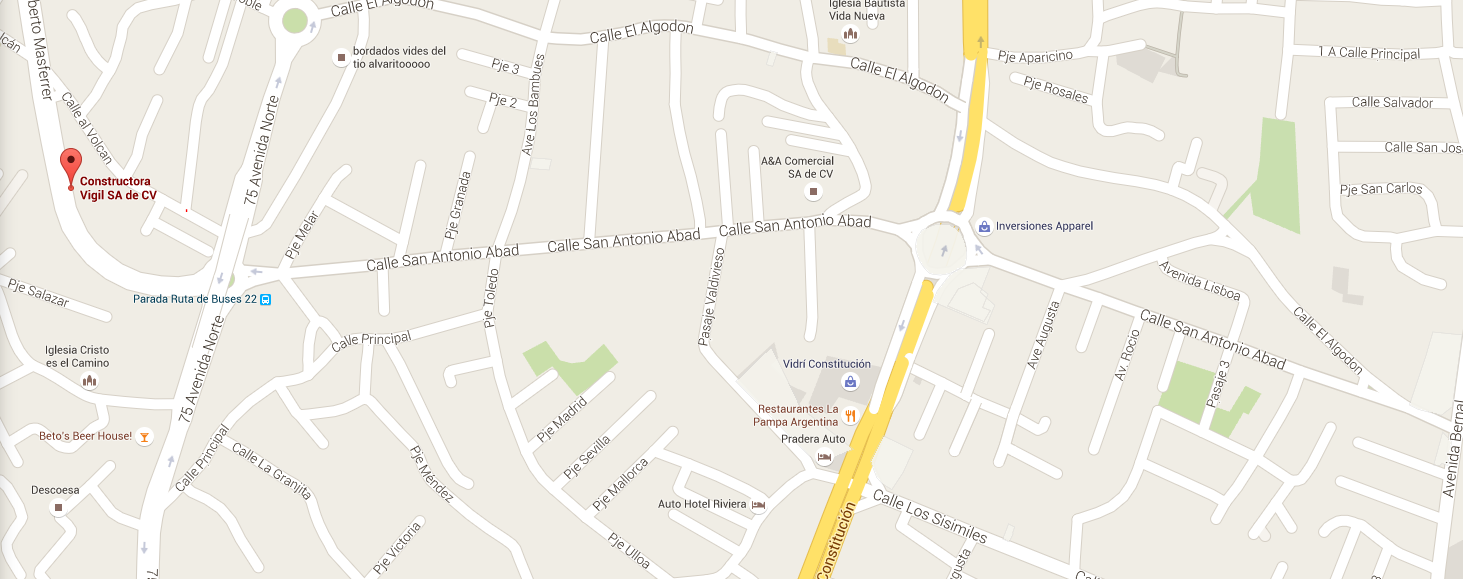 Calle El Algodon
Iglesia Bautista
Vida Nueva
Calle El Algodon
bordados vides del
tio alvaritooooo
Pje 3
Pje 2
Ave Los Bambues
Calle El Algodon
Pje Aparicino
1 A Calle Principal
Pje Rosales
Calle Salvador
Masferrer
Calle al Volcan
75 Avenida Norte
Constructora
Vigil SA de CV
A&A Comercial
SA de CV
Calle San Jos
Pje San Carlos
Pje Granada
Pje Melar
Calle San Antonio Abad
Calle San Antonio Abad
Calle San Antonio Abad
Inversiones Apparel
Pje Salazar
Parada Ruta de Buses 22
Pje Toledo
Pasaje Valdivieso
Avenida Lisboa
Calle El Algodon
Calle San Antonio Abad
Ave Augusta
Av. Rocio
Pasaje 3
Iglesia Cristo
es el Camino
75 Avenida Norte
Calle Principal
Vidrí Constitución
Restaurantes La
Pampa Argentina
Pradera Auto
Beto's Beer House!
Calle Principal
Pje Madrid
Pje Sevilla
Pje Mallorca
Calle La Granjita
Pje Méndez
Descoesa
Auto Hotel Riviera
Calle Los Sisimiles
Avenida Bernal
Pje Victoria
Pje Ulloa
Constitución
ugusta
75